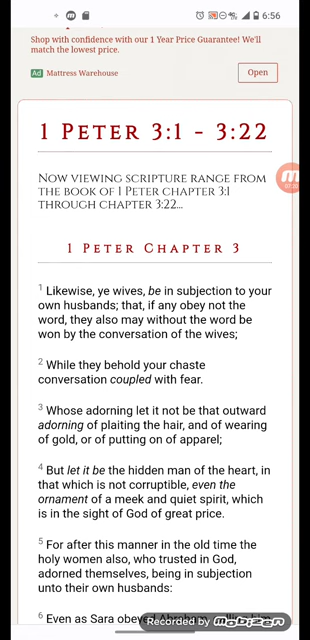 6:56
Shop with confidence with our 1 Year Price Guarantee! We'll
match the lowest price.
Ad Mattress Warehouse
Open
1 PETER 3:1 - 3:22
NOW VIEWING SCRIPTURE RANGE FROM
THE BOOK OF 1 PETER CHAPTER 3:1
THROUGH CHAPTER 3:22...
1 PETER CHAPTER 3
1 Likewise, ye wives, be in subjection to your
own husbands; that, if any obey not the
word, they also may without the word be
won by the conversation of the wives;
2 While they behold your chaste
conversation coupled with fear.
3 Whose adorning let it not be that outward
adorning of plaiting the hair, and of wearing
of gold, or of putting on of apparel;
4 But let it be the hidden man of the heart, in
that which is not corruptible, even the
ornament of a meek and quiet spirit, which
is in the sight of God of great price.
5 For after this manner in the old time the
holy women also, who trusted in God,
adorned themselves, being in subjection
unto their own husbands:
6 Even as Sara obeyed
Recorded by mobizen